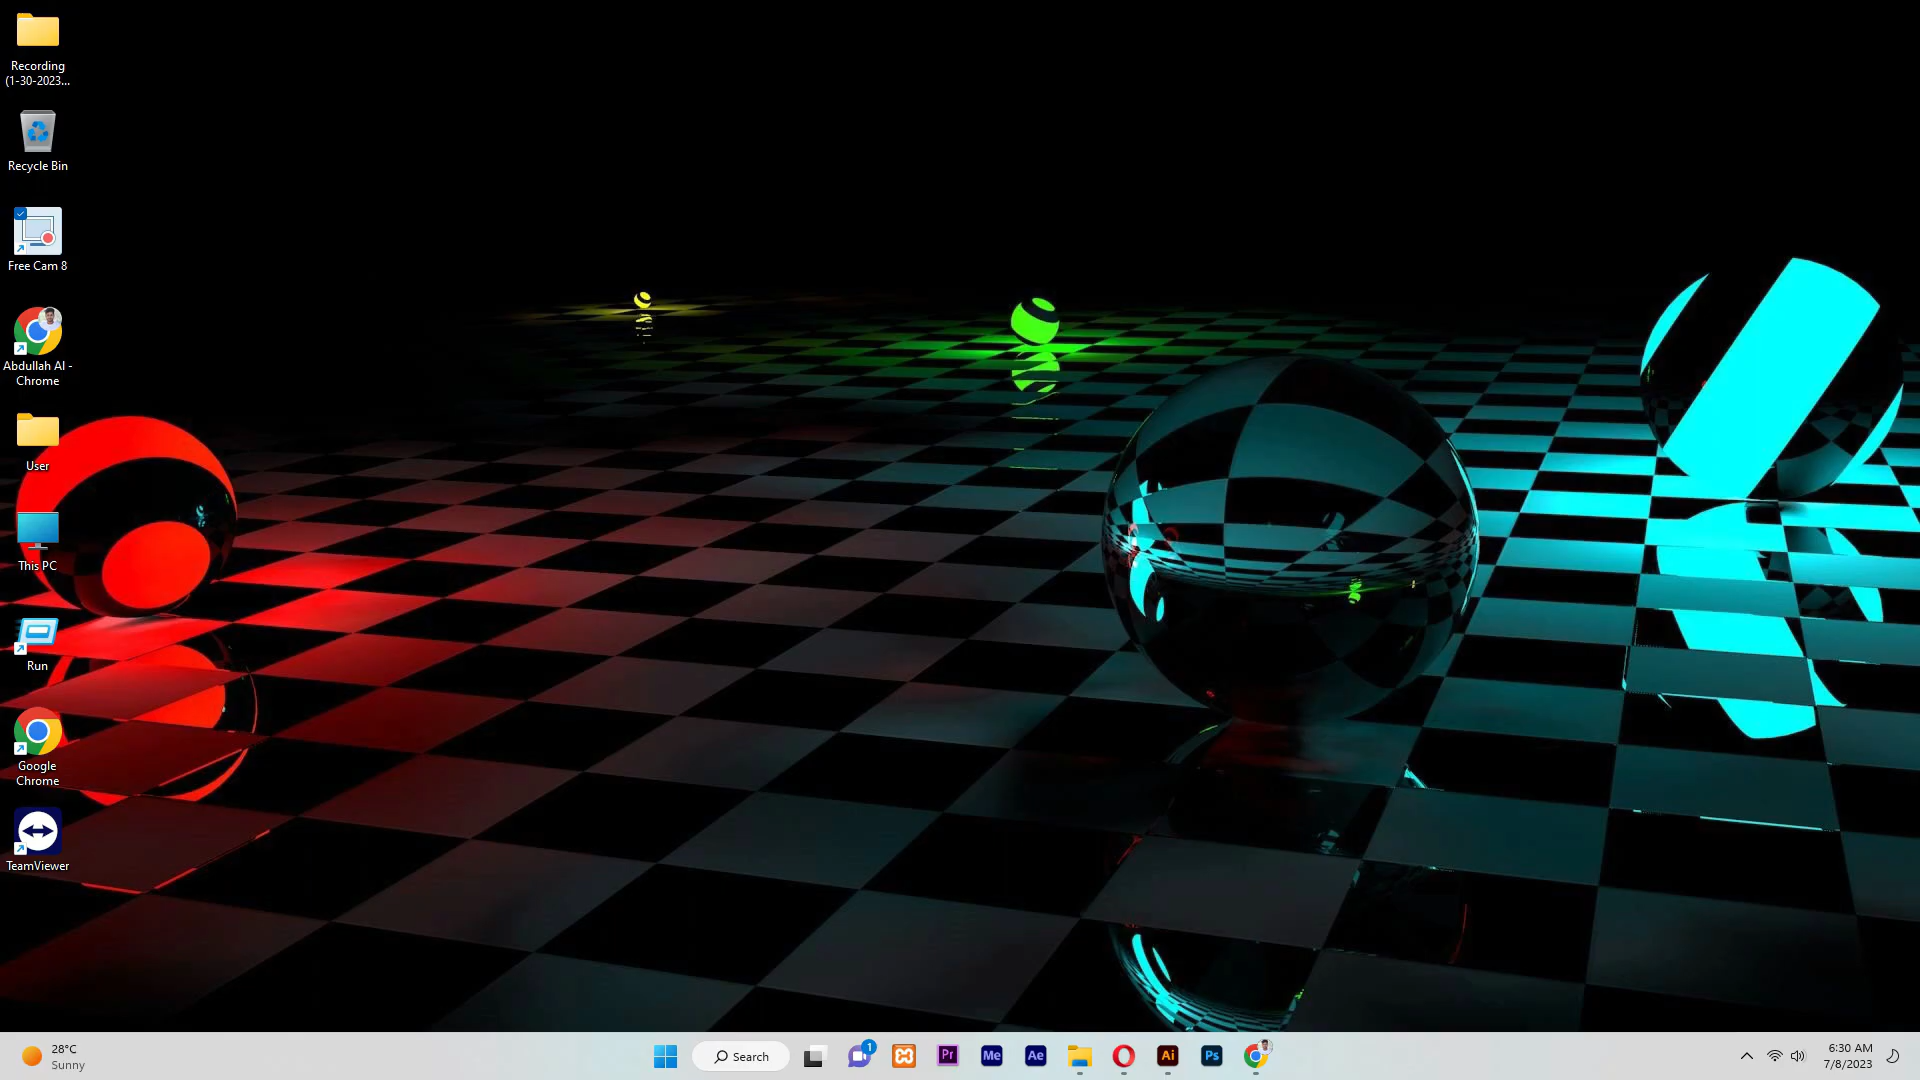 Recording
(1-30-2023...
Recycle Bin
Free Cam 8
Abdullah Al -
Chrome
User
This PC
Run
Google
Chrome
TeamViewer
28°C
Sunny
Search
1
Pr
Me
Ae
Ai
Ps
6:30 AM
7/8/2023